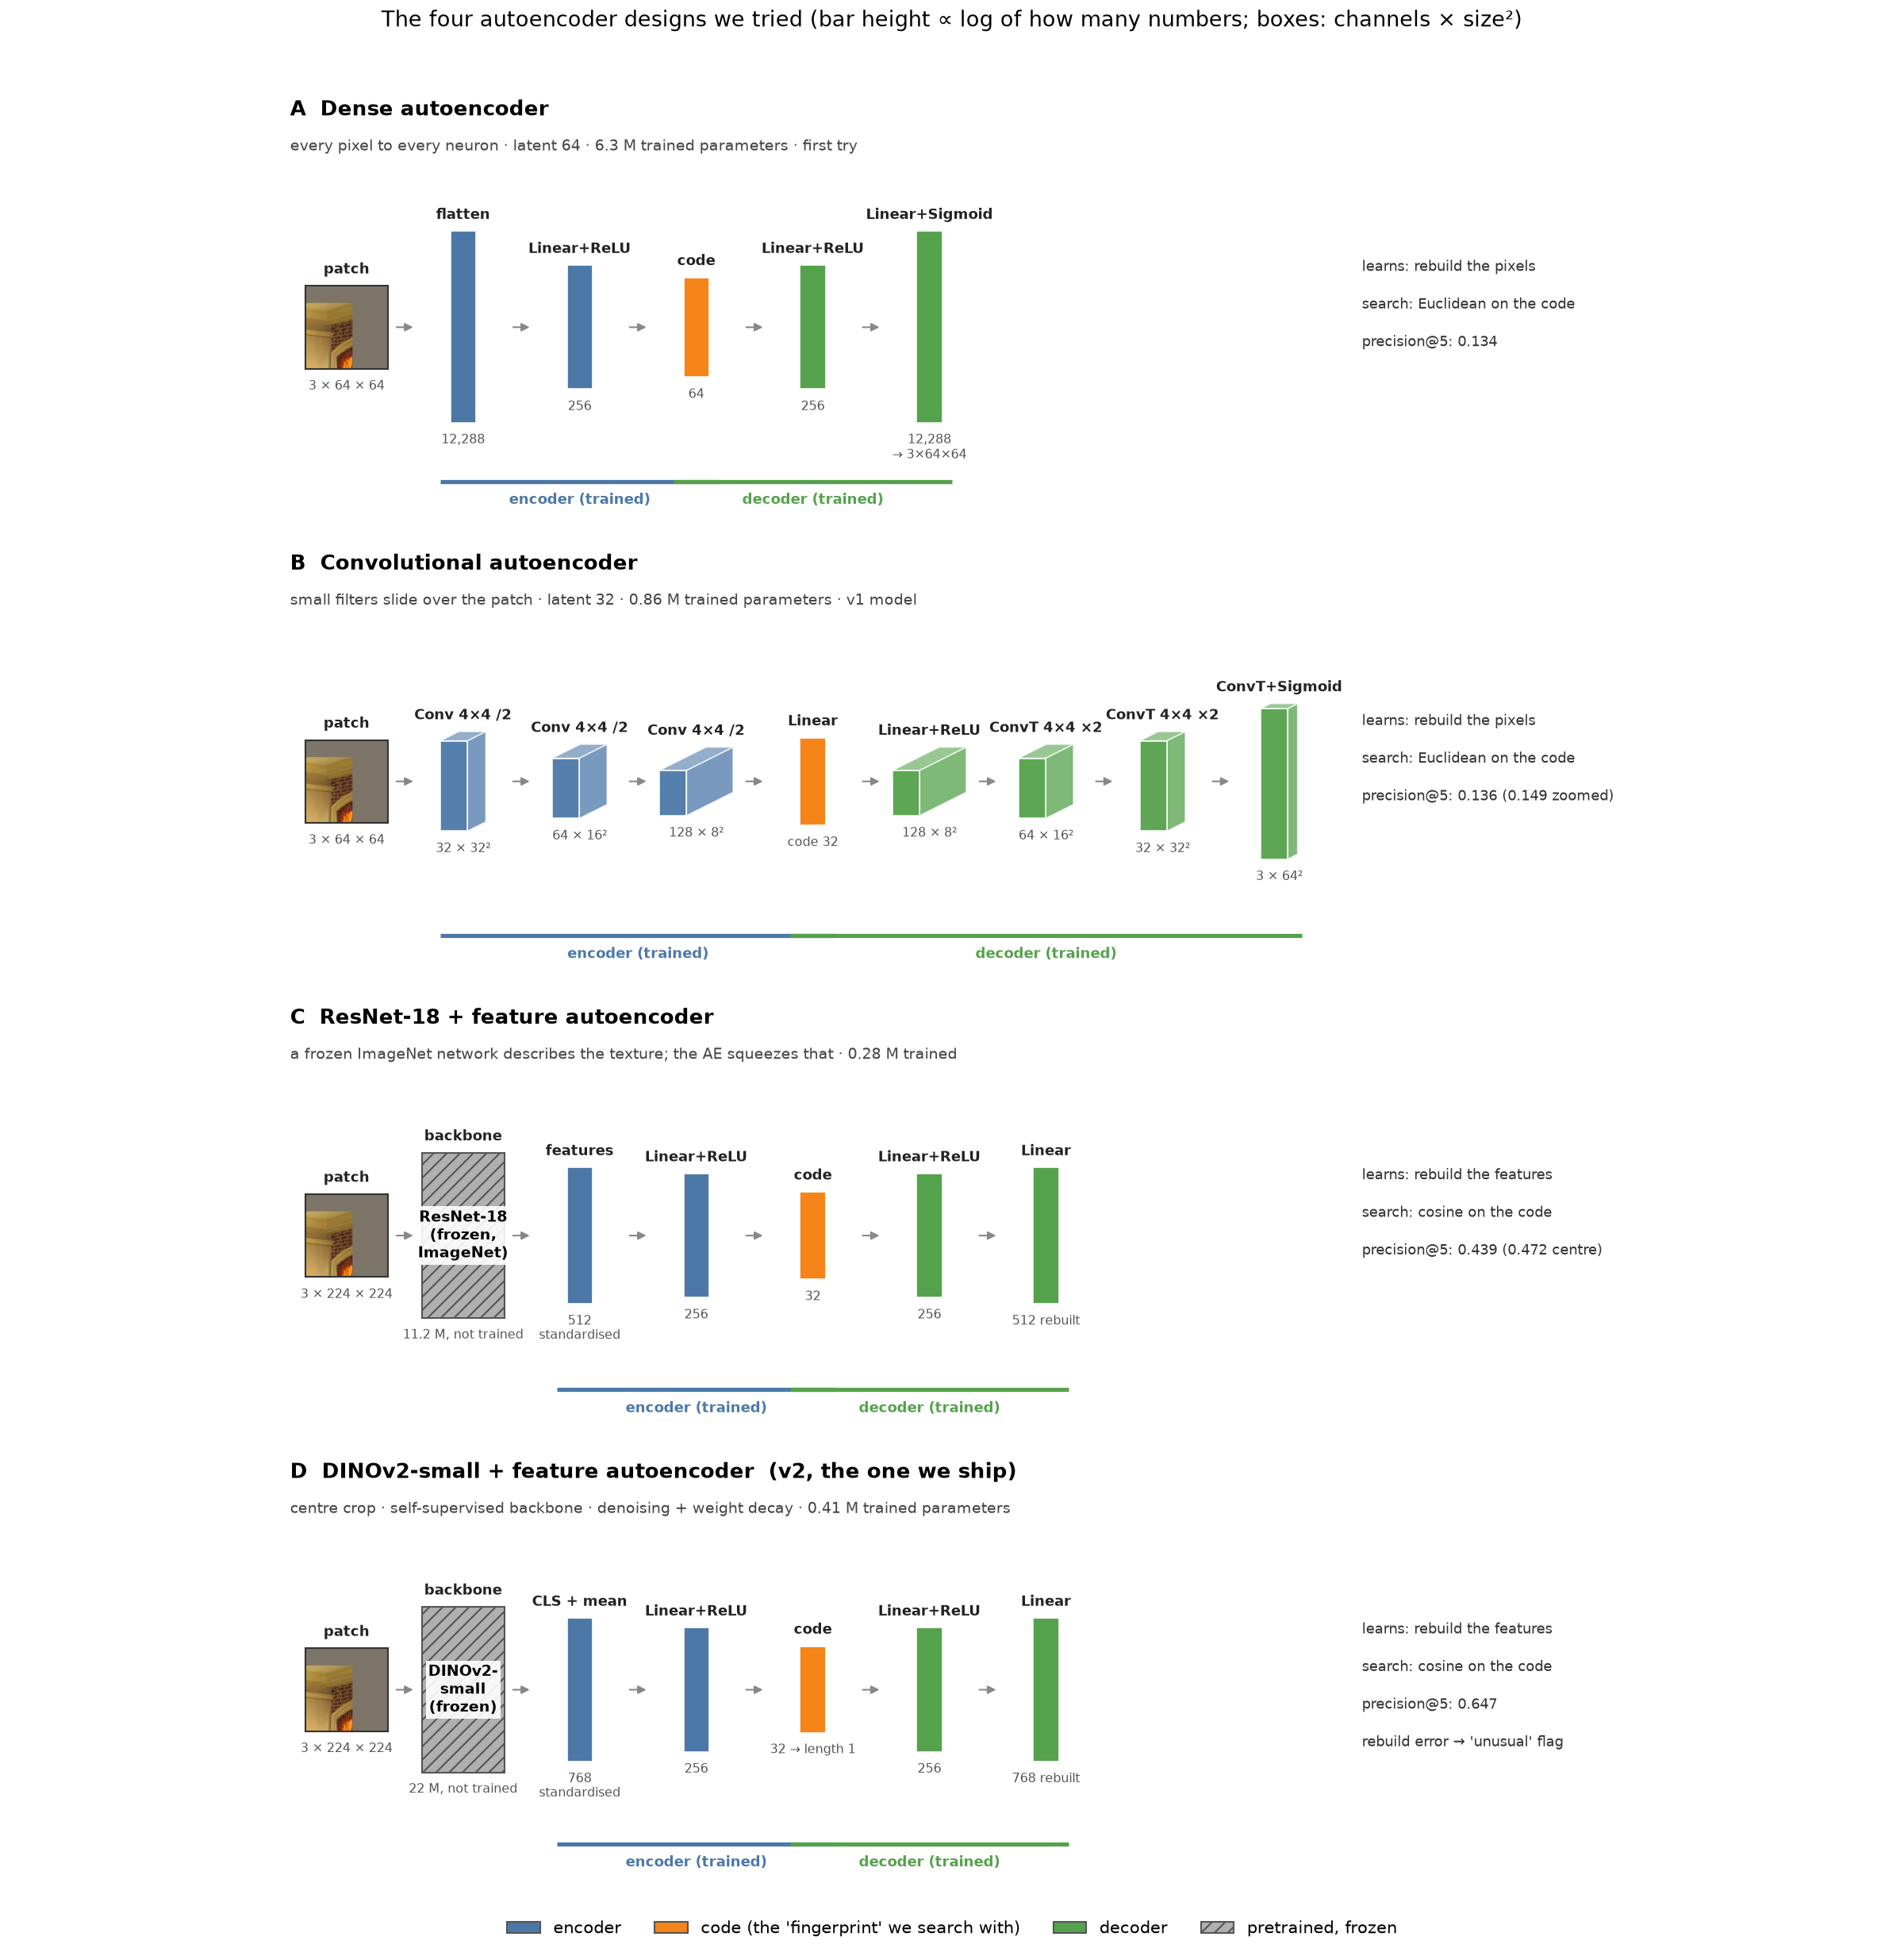 The four autoencoder designs we tried (bar height ∝ log of how many numbers; boxes: channels × size²)
A Dense autoencoder
every pixel to every neuron · latent 64 · 6.3 M trained parameters · first try
patch
3 × 64 × 64
flatten
12,288
Linear+ReLU
256
code
64
Linear+ReLU
256
Linear+Sigmoid
12,288
→ 3×64×64
encoder (trained)
decoder (trained)
learns: rebuild the pixels
search: Euclidean on the code
precision@5: 0.134
B Convolutional autoencoder
small filters slide over the patch · latent 32 · 0.86 M trained parameters · v1 model
patch
3 × 64 × 64
Conv 4×4 /2
32 × 32²
Conv 4×4 /2
64 × 16²
Conv 4×4 /2
128 × 8²
Linear
code 32
Linear+ReLU
128 × 8²
ConvT 4×4 ×2
64 × 16²
ConvT 4×4 ×2
32 × 32²
ConvT+Sigmoid
3 × 64²
encoder (trained)
decoder (trained)
learns: rebuild the pixels
search: Euclidean on the code
precision@5: 0.136 (0.149 zoomed)
C ResNet-18 + feature autoencoder
a frozen ImageNet network describes the texture; the AE squeezes that · 0.28 M trained
patch
3 × 224 × 224
backbone
ResNet-18
(frozen,
ImageNet)
11.2 M, not trained
features
512
standardised
Linear+ReLU
256
code
32
Linear+ReLU
256
Linear
512 rebuilt
encoder (trained)
decoder (trained)
learns: rebuild the features
search: cosine on the code
precision@5: 0.439 (0.472 centre)
D DINOv2-small + feature autoencoder (v2, the one we ship)
centre crop · self-supervised backbone · denoising + weight decay · 0.41 M trained parameters
patch
3 × 224 × 224
backbone
DINOv2-
small
(frozen)
22 M, not trained
CLS + mean
768
standardised
Linear+ReLU
256
code
32 → length 1
Linear+ReLU
256
Linear
768 rebuilt
encoder (trained)
decoder (trained)
learns: rebuild the features
search: cosine on the code
precision@5: 0.647
rebuild error → 'unusual' flag
encoder
code (the 'fingerprint' we search with)
decoder
pretrained, frozen